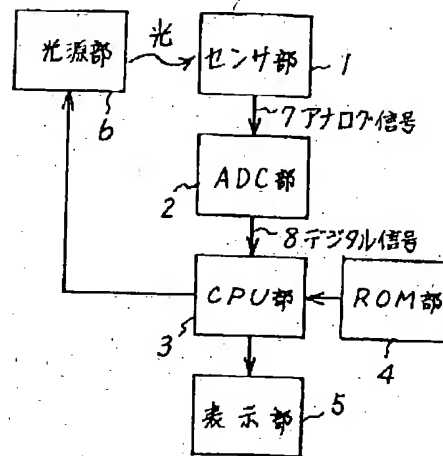 光源部
光
センサ部
1
6
7 アナログ信号
ADC部
2
8 デジタル信号
CPU部
ROM部
3
4
表示部
5